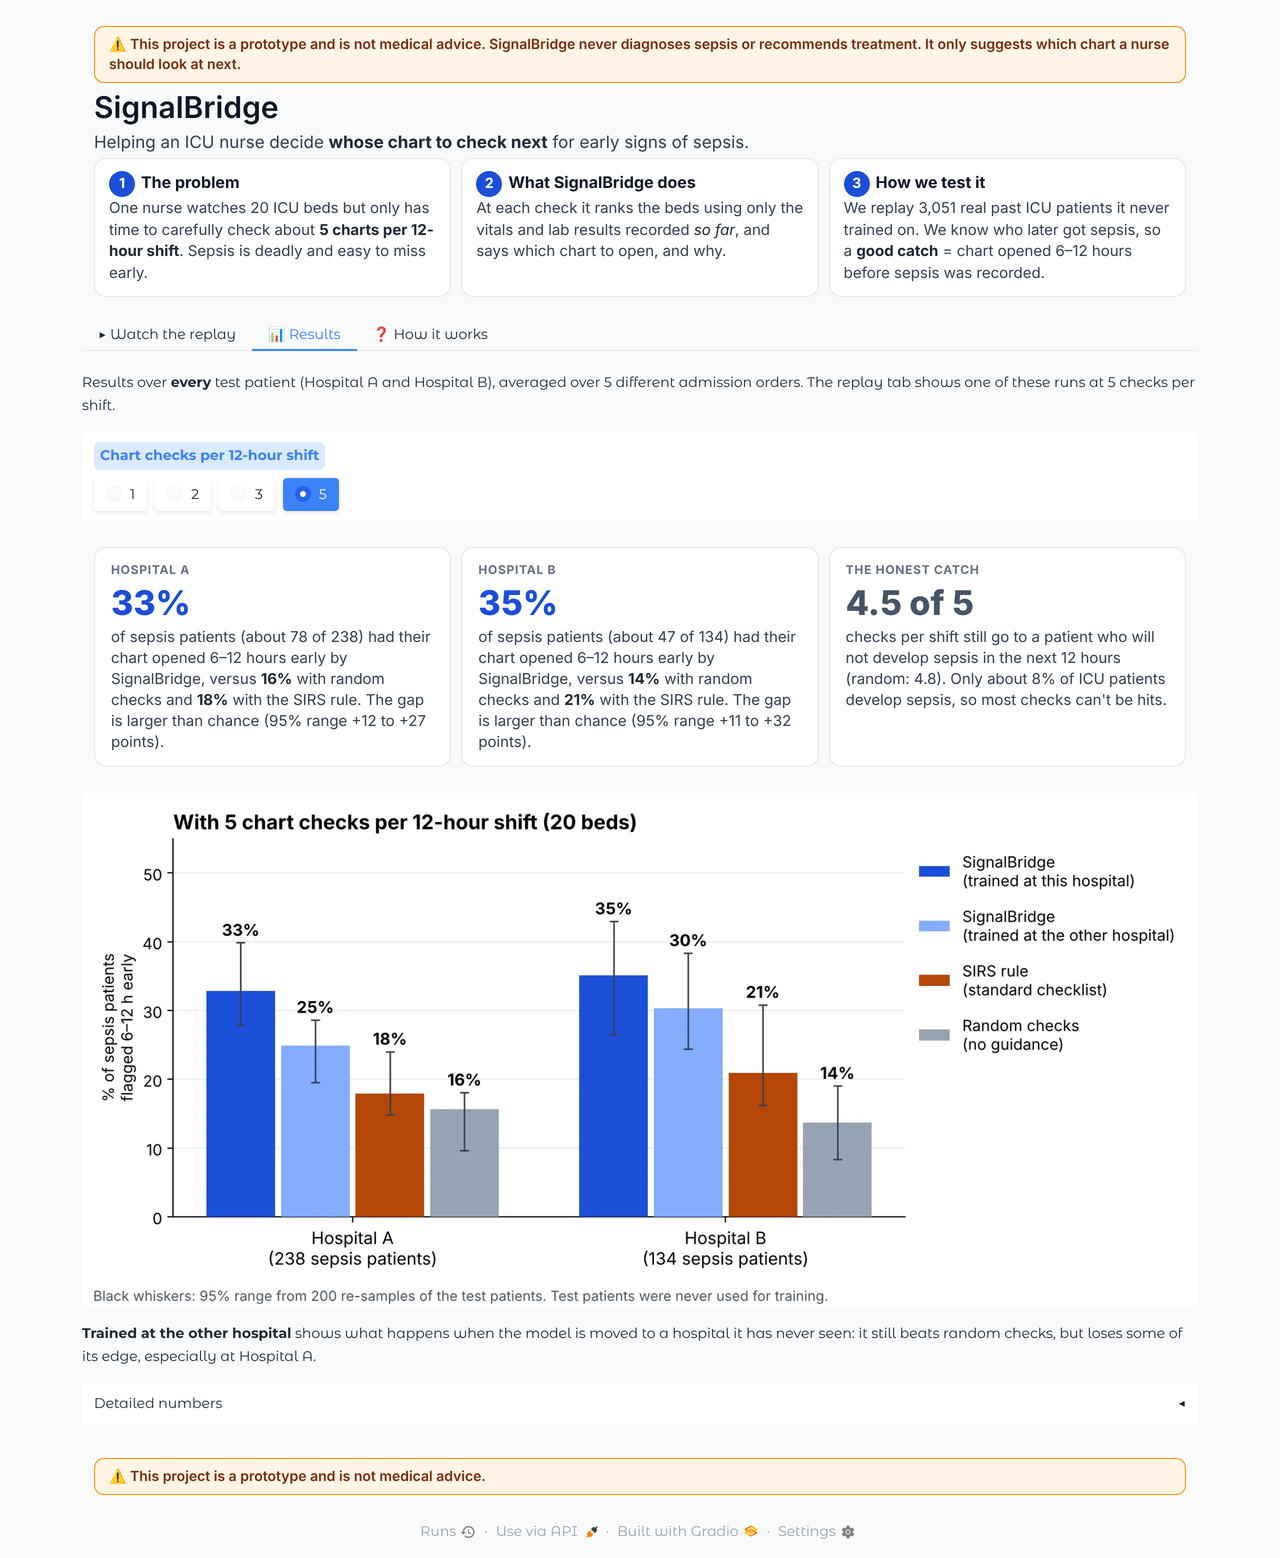 ⚠️ This project is a prototype and is not medical advice. SignalBridge never diagnoses sepsis or recommends treatment. It only suggests which chart a nurse
should look at next.
SignalBridge
Helping an ICU nurse decide whose chart to check next for early signs of sepsis.
1 The problem
One nurse watches 20 ICU beds but only has
time to carefully check about 5 charts per 12-
hour shift. Sepsis is deadly and easy to miss
early.
2 What SignalBridge does
At each check it ranks the beds using only the
vitals and lab results recorded so far, and
says which chart to open, and why.
3 How we test it
We replay 3,051 real past ICU patients it never
trained on. We know who later got sepsis, so
a good catch = chart opened 6–12 hours
before sepsis was recorded.
▸ Watch the replay
📊 Results
❓ How it works
Results over every test patient (Hospital A and Hospital B), averaged over 5 different admission orders. The replay tab shows one of these runs at 5 checks per
shift.
Chart checks per 12-hour shift
1 2 3 5
HOSPITAL A
33%
of sepsis patients (about 78 of 238) had their
chart opened 6–12 hours early by
SignalBridge, versus 16% with random
checks and 18% with the SIRS rule. The gap
is larger than chance (95% range +12 to +27
points).
HOSPITAL B
35%
of sepsis patients (about 47 of 134) had their
chart opened 6–12 hours early by
SignalBridge, versus 14% with random
checks and 21% with the SIRS rule. The gap
is larger than chance (95% range +11 to +32
points).
THE HONEST CATCH
4.5 of 5
checks per shift still go to a patient who will
not develop sepsis in the next 12 hours
(random: 4.8). Only about 8% of ICU patients
develop sepsis, so most checks can't be hits.
With 5 chart checks per 12-hour shift (20 beds)
% of sepsis patients
flagged 6–12 h early
50
40
30
20
10
0
33%
25%
18%
16%
35%
30%
21%
14%
Hospital A
(238 sepsis patients)
Hospital B
(134 sepsis patients)
SignalBridge
(trained at this hospital)
SignalBridge
(trained at the other hospital)
SIRS rule
(standard checklist)
Random checks
(no guidance)
Black whiskers: 95% range from 200 re-samples of the test patients. Test patients were never used for training.
Trained at the other hospital shows what happens when the model is moved to a hospital it has never seen: it still beats random checks, but loses some of
its edge, especially at Hospital A.
Detailed numbers ◂
⚠️ This project is a prototype and is not medical advice.
Runs · Use via API · Built with Gradio · Settings